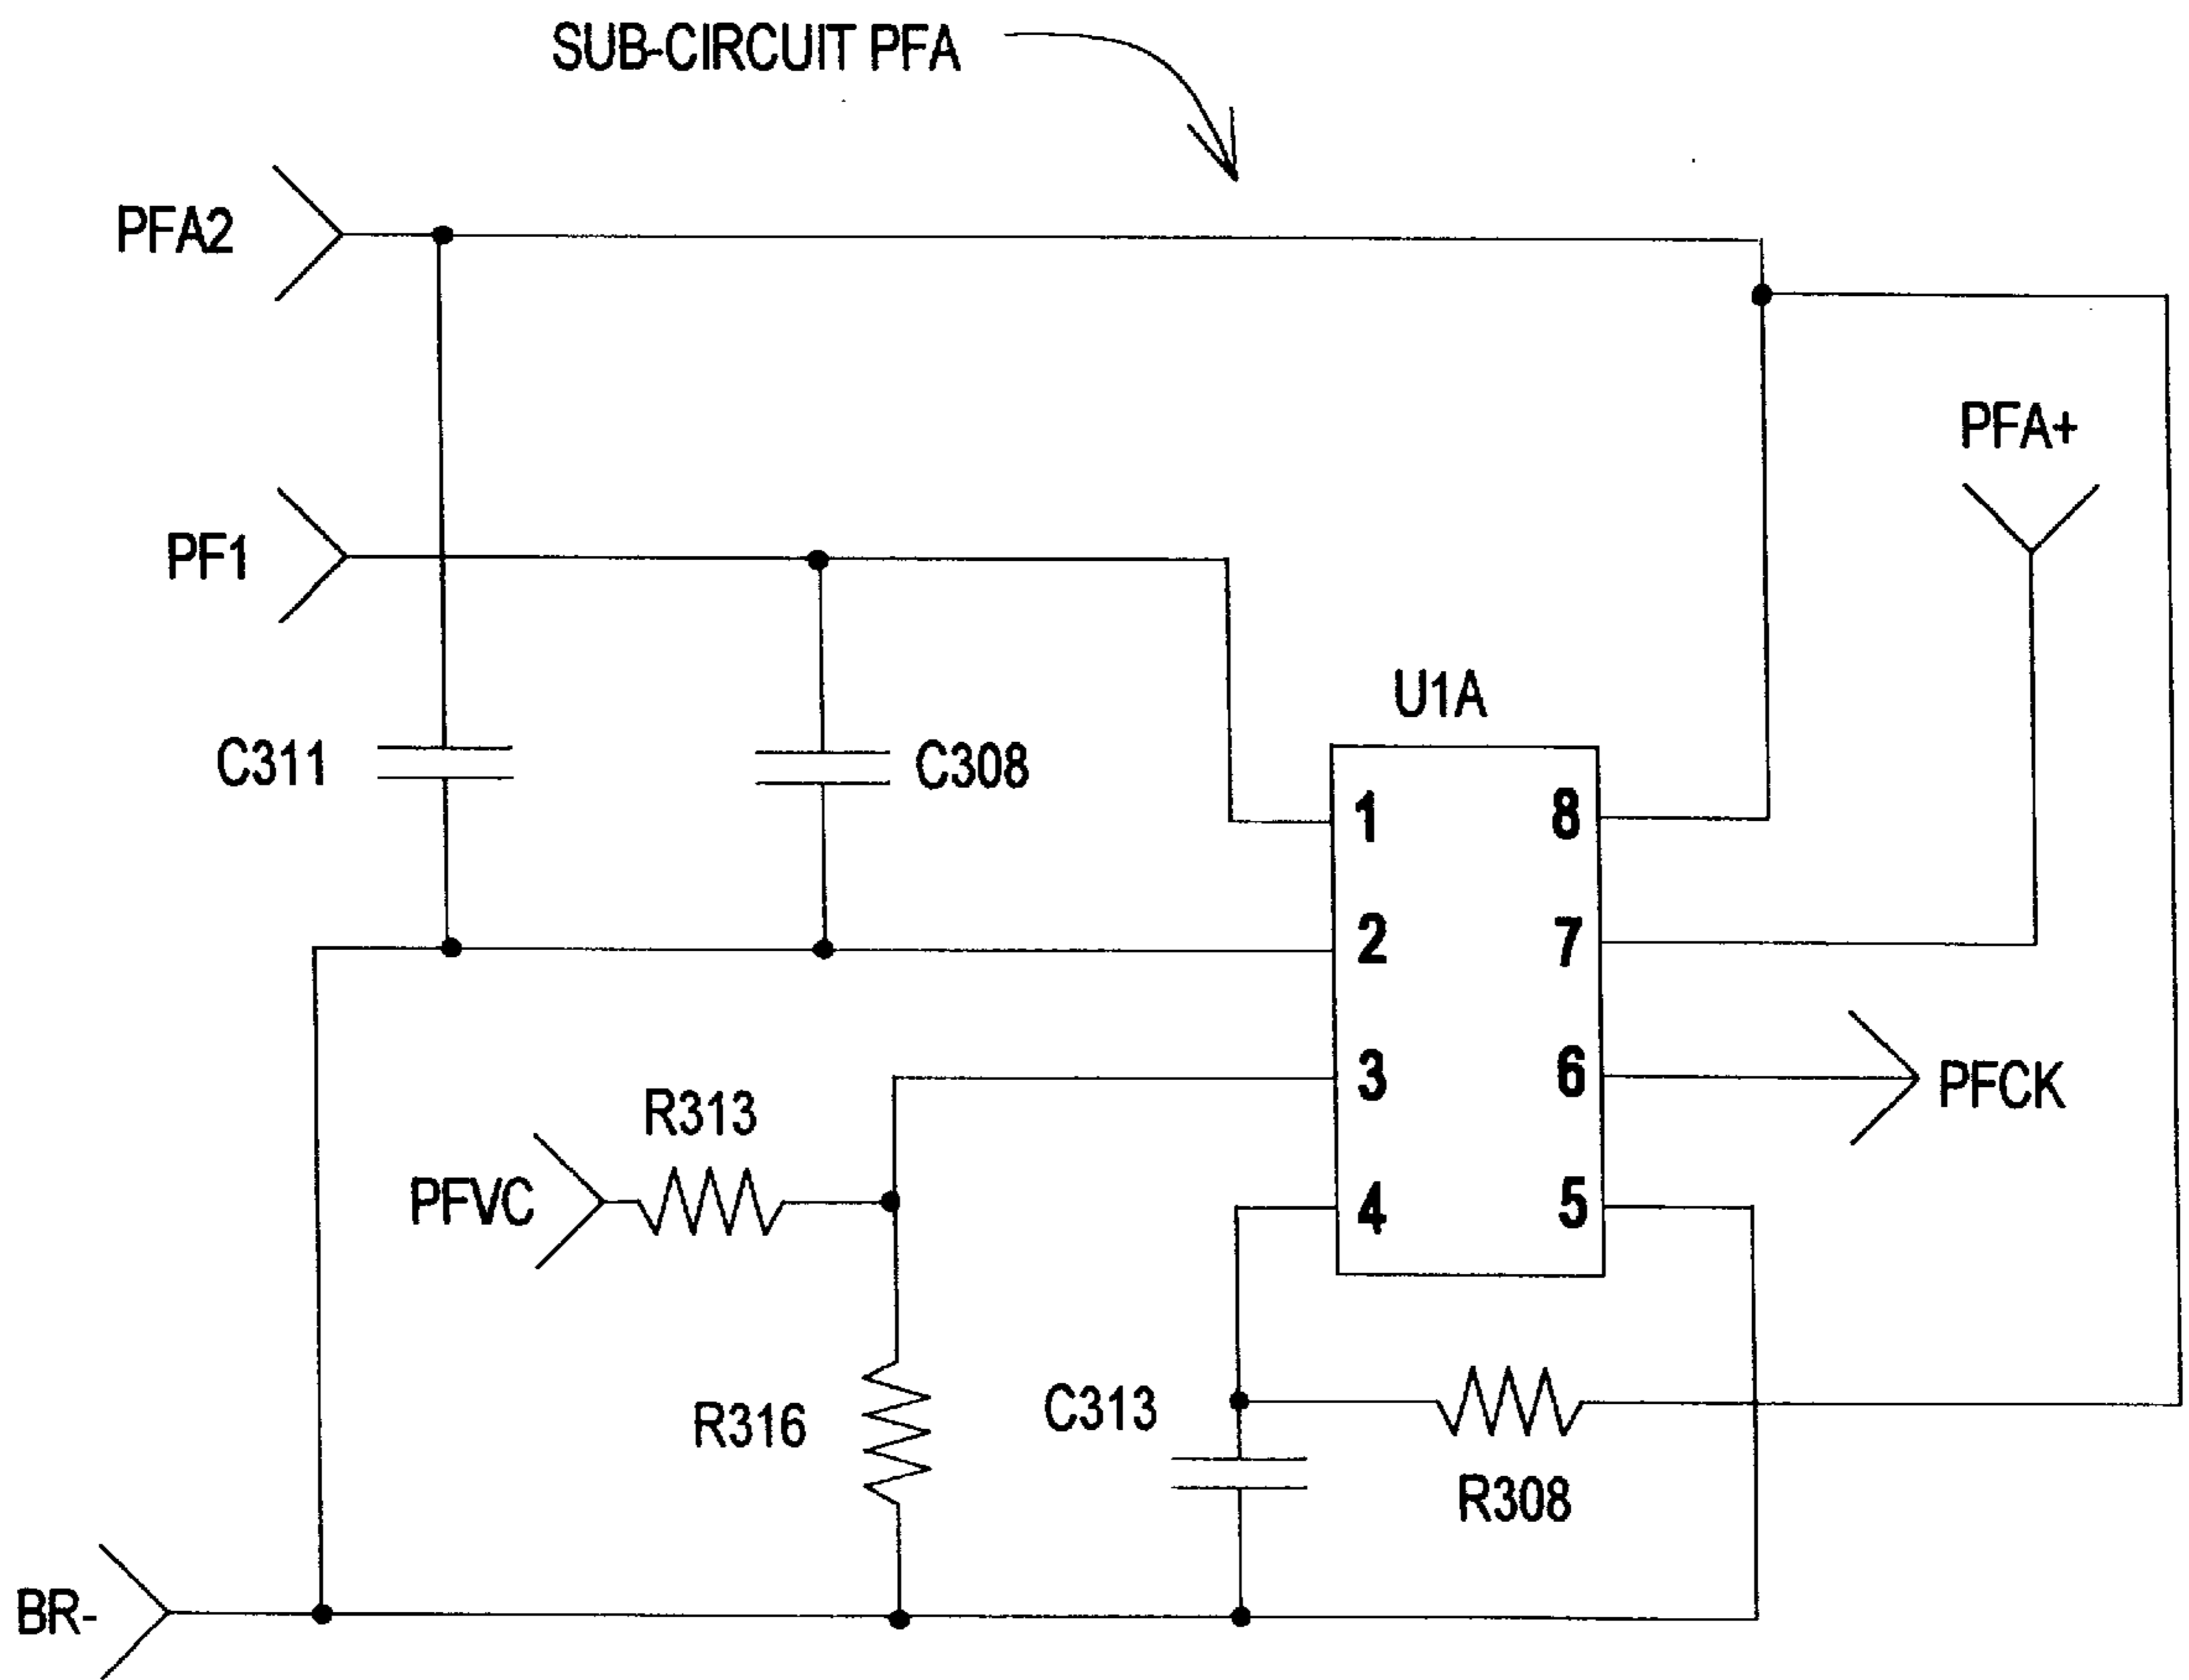 SUB-CIRCUIT PFA
PFA2
PFA+
PF1
U1A
C311
C308
1
8
2
7
3
6
PFCK
R313
PFVC
4
5
C313
R316
R308
BR-